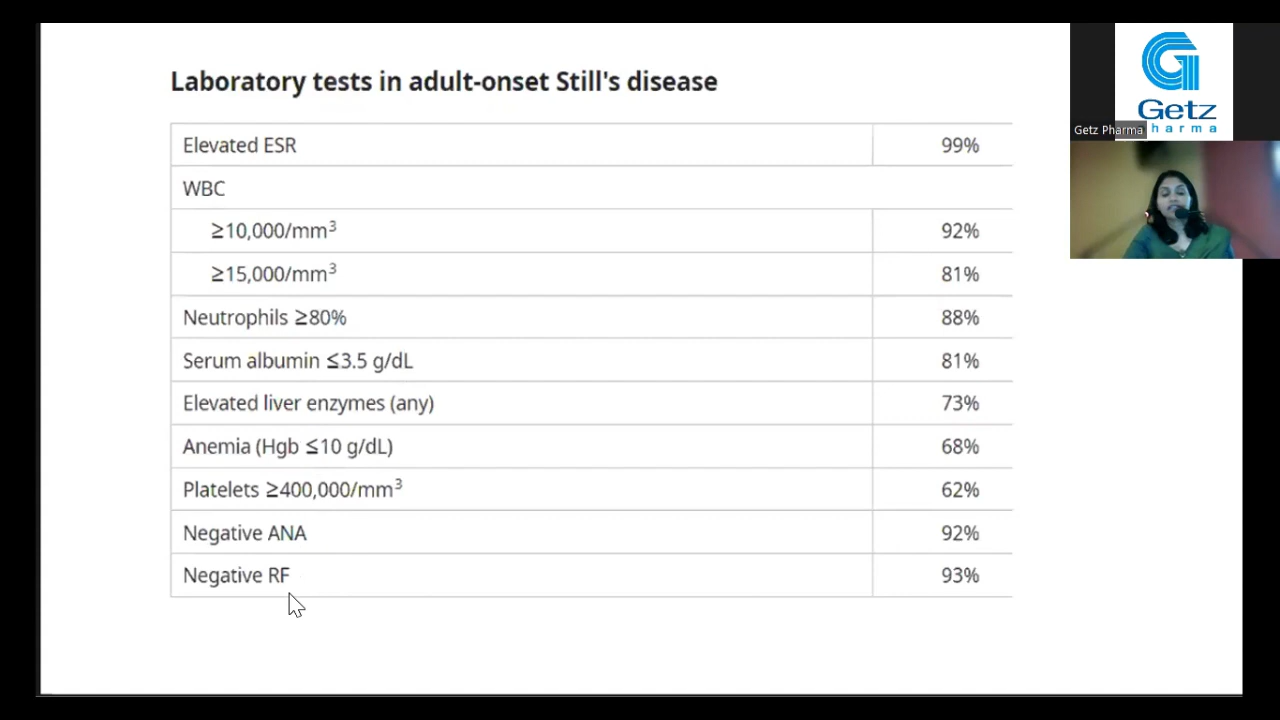 Laboratory tests in adult-onset Still's disease
Elevated ESR 99%
WBC
≥10,000/mm³ 92%
≥15,000/mm³ 81%
Neutrophils ≥80% 88%
Serum albumin ≤3.5 g/dL 81%
Elevated liver enzymes (any) 73%
Anemia (Hgb ≤10 g/dL) 68%
Platelets ≥400,000/mm³ 62%
Negative ANA 92%
Negative RF 93%
Getz
harma
Getz Pharma